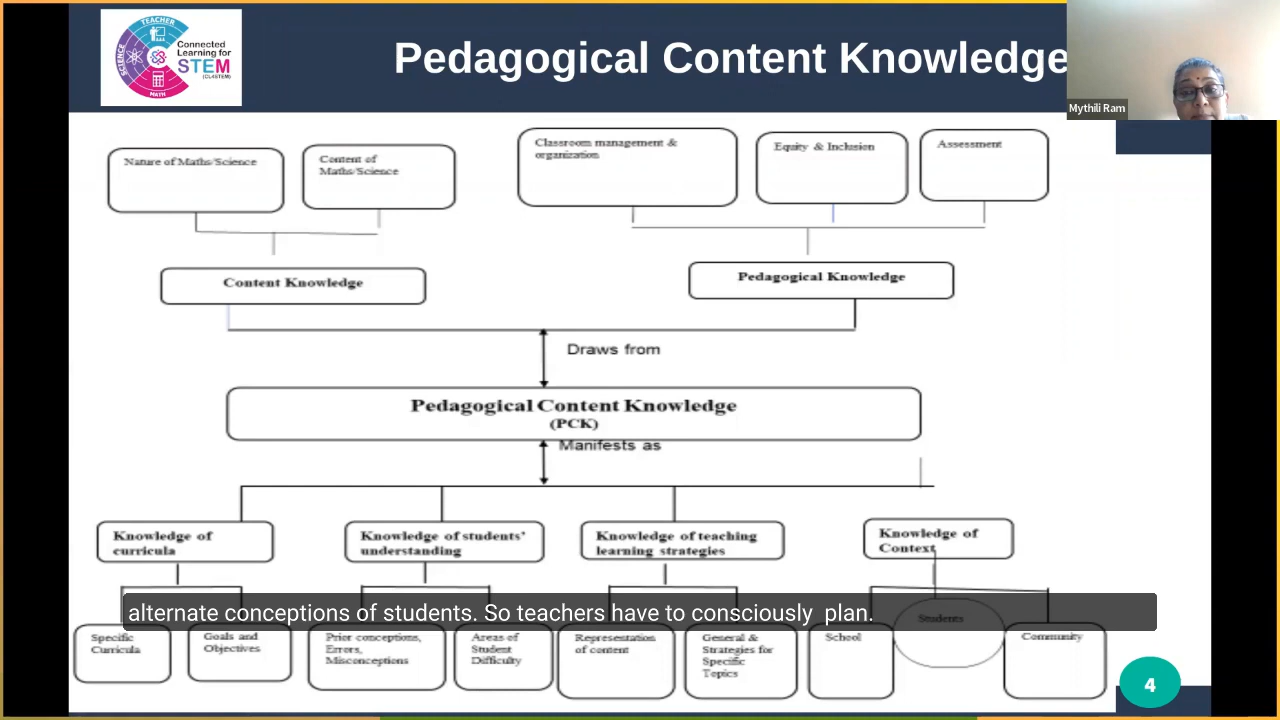 TEACHER
SCIENCE
MATH
Connected
Learning for
STEM
(CL4STEM)
Pedagogical Content Knowledge
Mythili Ram
Nature of Maths/Science
Content of
Maths/Science
Classroom management &
organization
Equity & Inclusion
Assessment
Content Knowledge
Pedagogical Knowledge
Draws from
Pedagogical Content Knowledge
(PCK)
Manifests as
Knowledge of
curricula
Knowledge of students'
understanding
Knowledge of teaching
learning strategies
Knowledge of
Context
alternate conceptions of students. So teachers have to consciously plan.
Specific
Curricula
Goals and
Objectives
Prior conceptions,
Errors,
Misconceptions
Areas of
Student
Difficulty
Representation
of content
General &
Strategies for
Specific
Topics
School
Students
Community
4